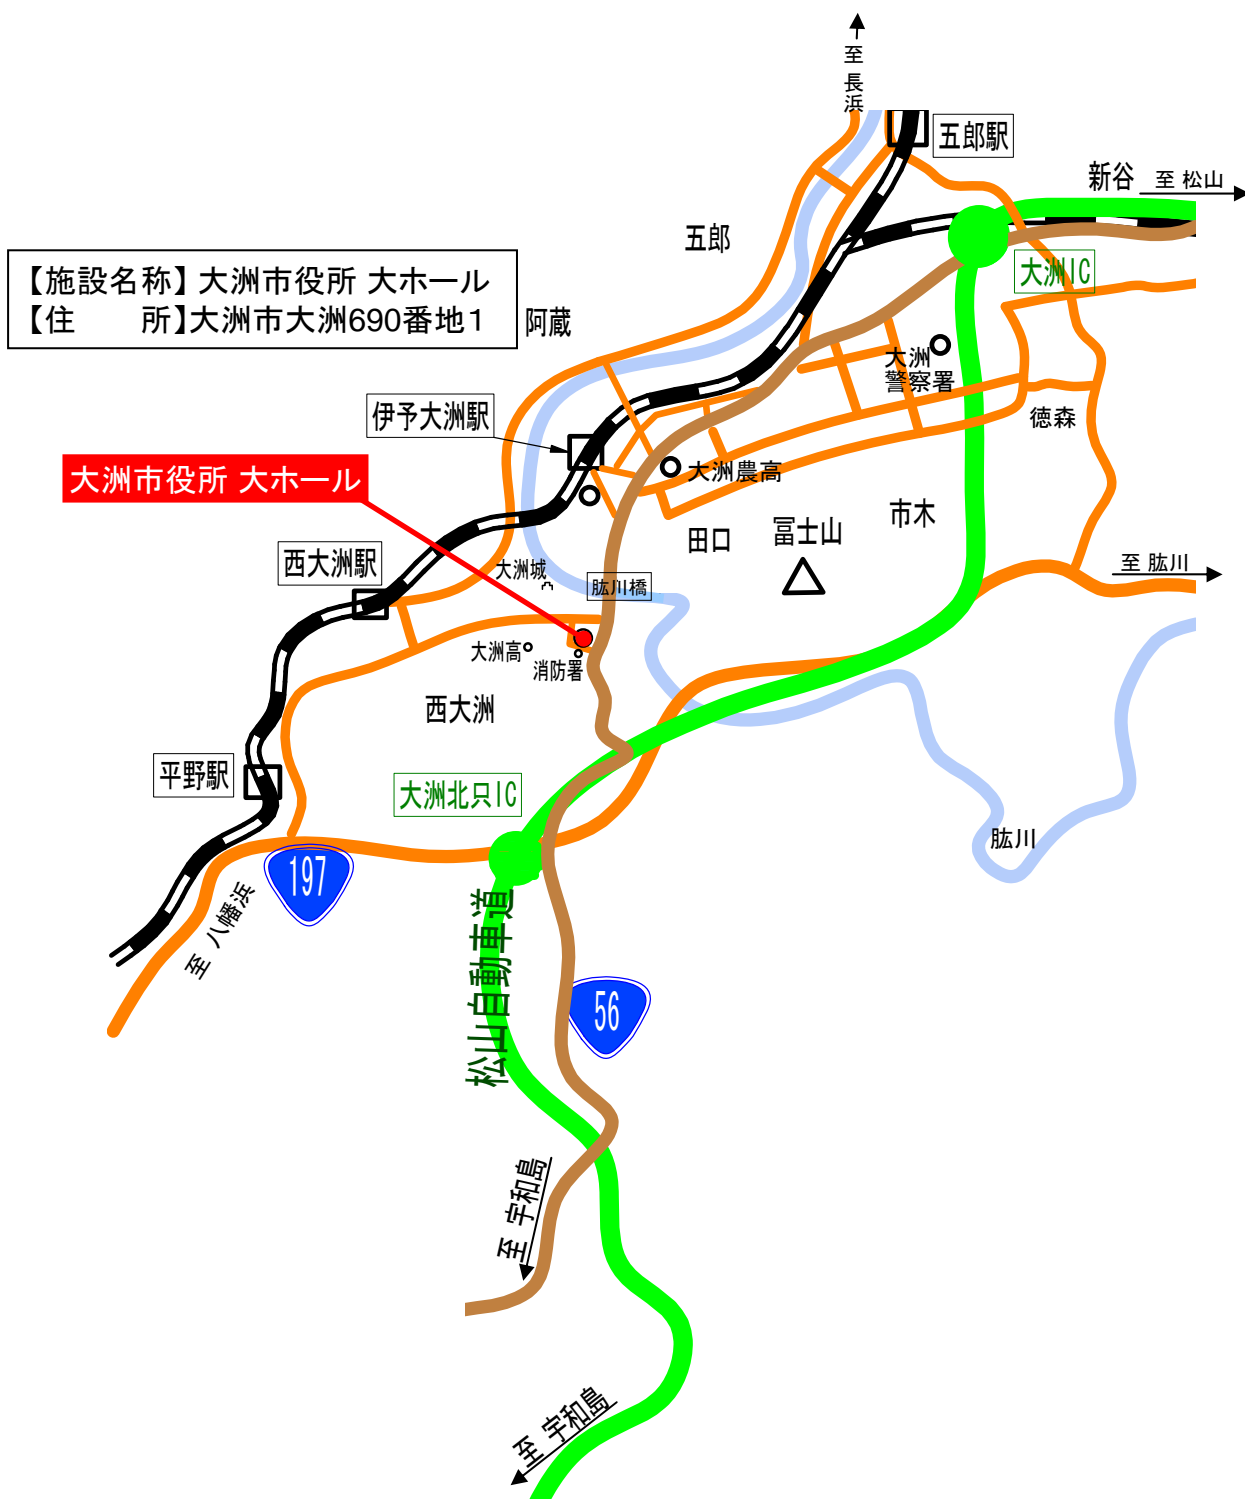 至 長浜
五郎駅
新谷
至 松山
五郎
大洲IC
【施設名称】大洲市役所 大ホール
【住　　所】大洲市大洲690番地1
阿蔵
大洲
警察署
伊予大洲駅
徳森
大洲市役所 大ホール
大洲農高
市木
田口
冨士山
西大洲駅
大洲城
肱川橋
至 肱川
大洲高
消防署
西大洲
平野駅
大洲北只IC
肱川
197
至 八幡浜
松山自動車道
56
至 宇和島
至 宇和島